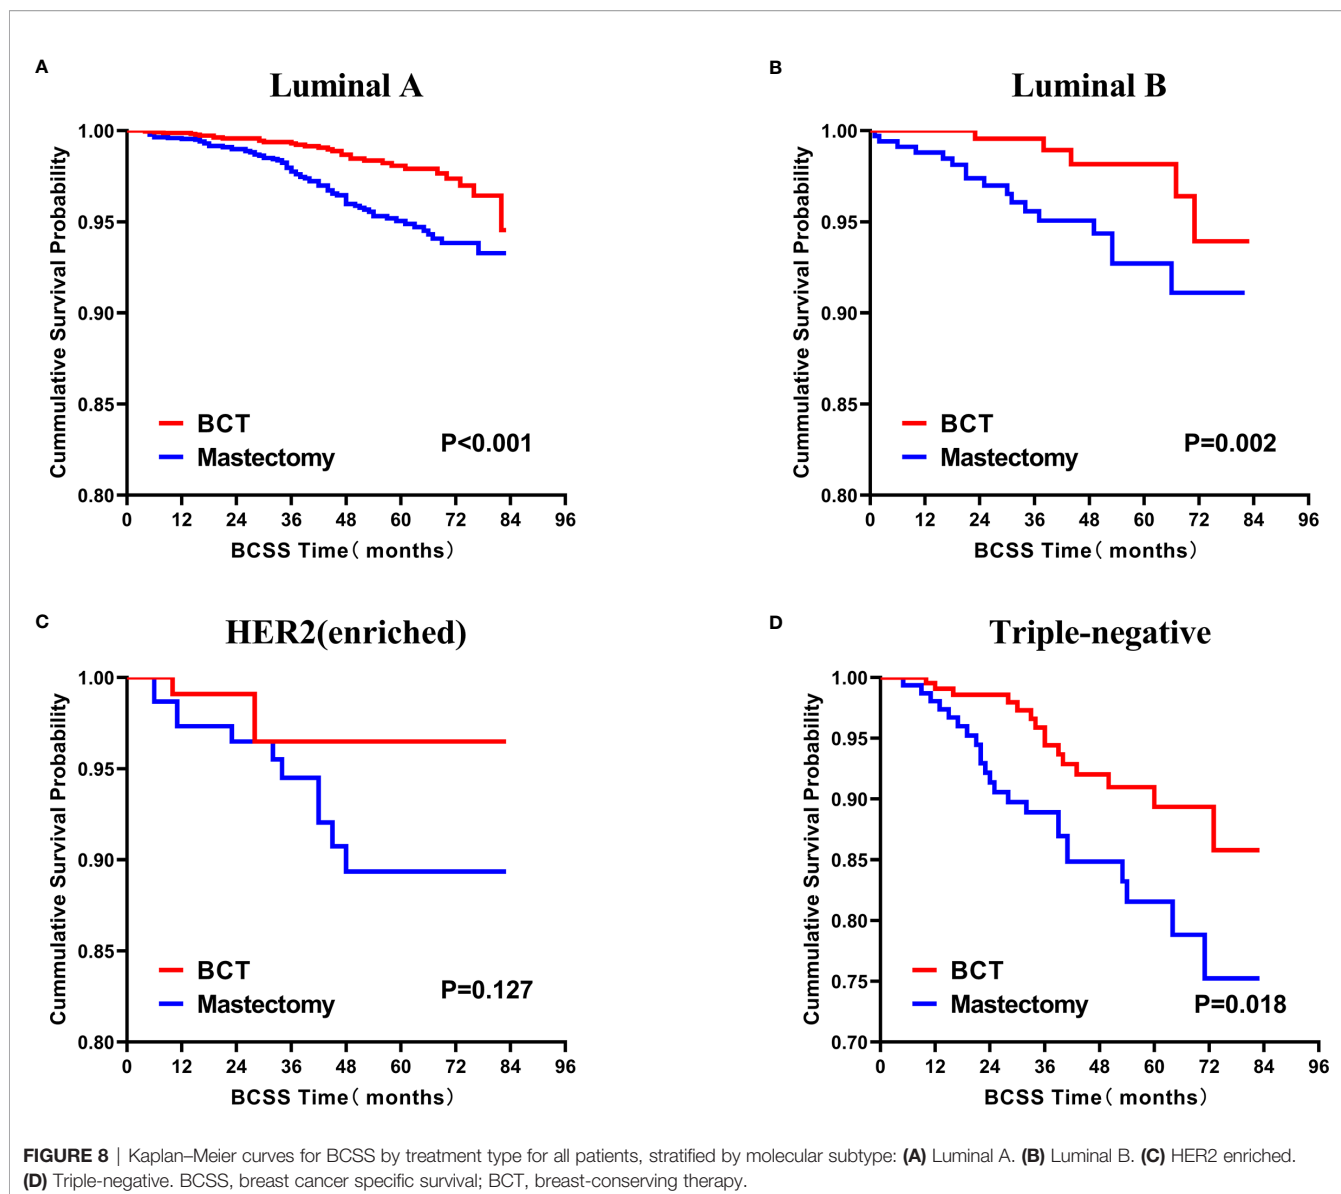 A
Luminal A
Cummulative Survival Probability
1.00
0.95
0.90
0.85
0.80
BCT
Mastectomy
P<0.001
0 12 24 36 48 60 72 84 96
BCSS Time( months)
B
Luminal B
Cummulative Survival Probability
1.00
0.95
0.90
0.85
0.80
BCT
Mastectomy
P=0.002
0 12 24 36 48 60 72 84 96
BCSS Time( months)
C
HER2(enriched)
Cummulative Survival Probability
1.00
0.95
0.90
0.85
0.80
BCT
Mastectomy
P=0.127
0 12 24 36 48 60 72 84 96
BCSS Time( months)
D
Triple-negative
Cummulative Survival Probability
1.00
0.95
0.90
0.85
0.80
0.75
0.70
BCT
Mastectomy
P=0.018
0 12 24 36 48 60 72 84 96
BCSS Time( months)
FIGURE 8 | Kaplan–Meier curves for BCSS by treatment type for all patients, stratified by molecular subtype: (A) Luminal A. (B) Luminal B. (C) HER2 enriched.
(D) Triple-negative. BCSS, breast cancer specific survival; BCT, breast-conserving therapy.